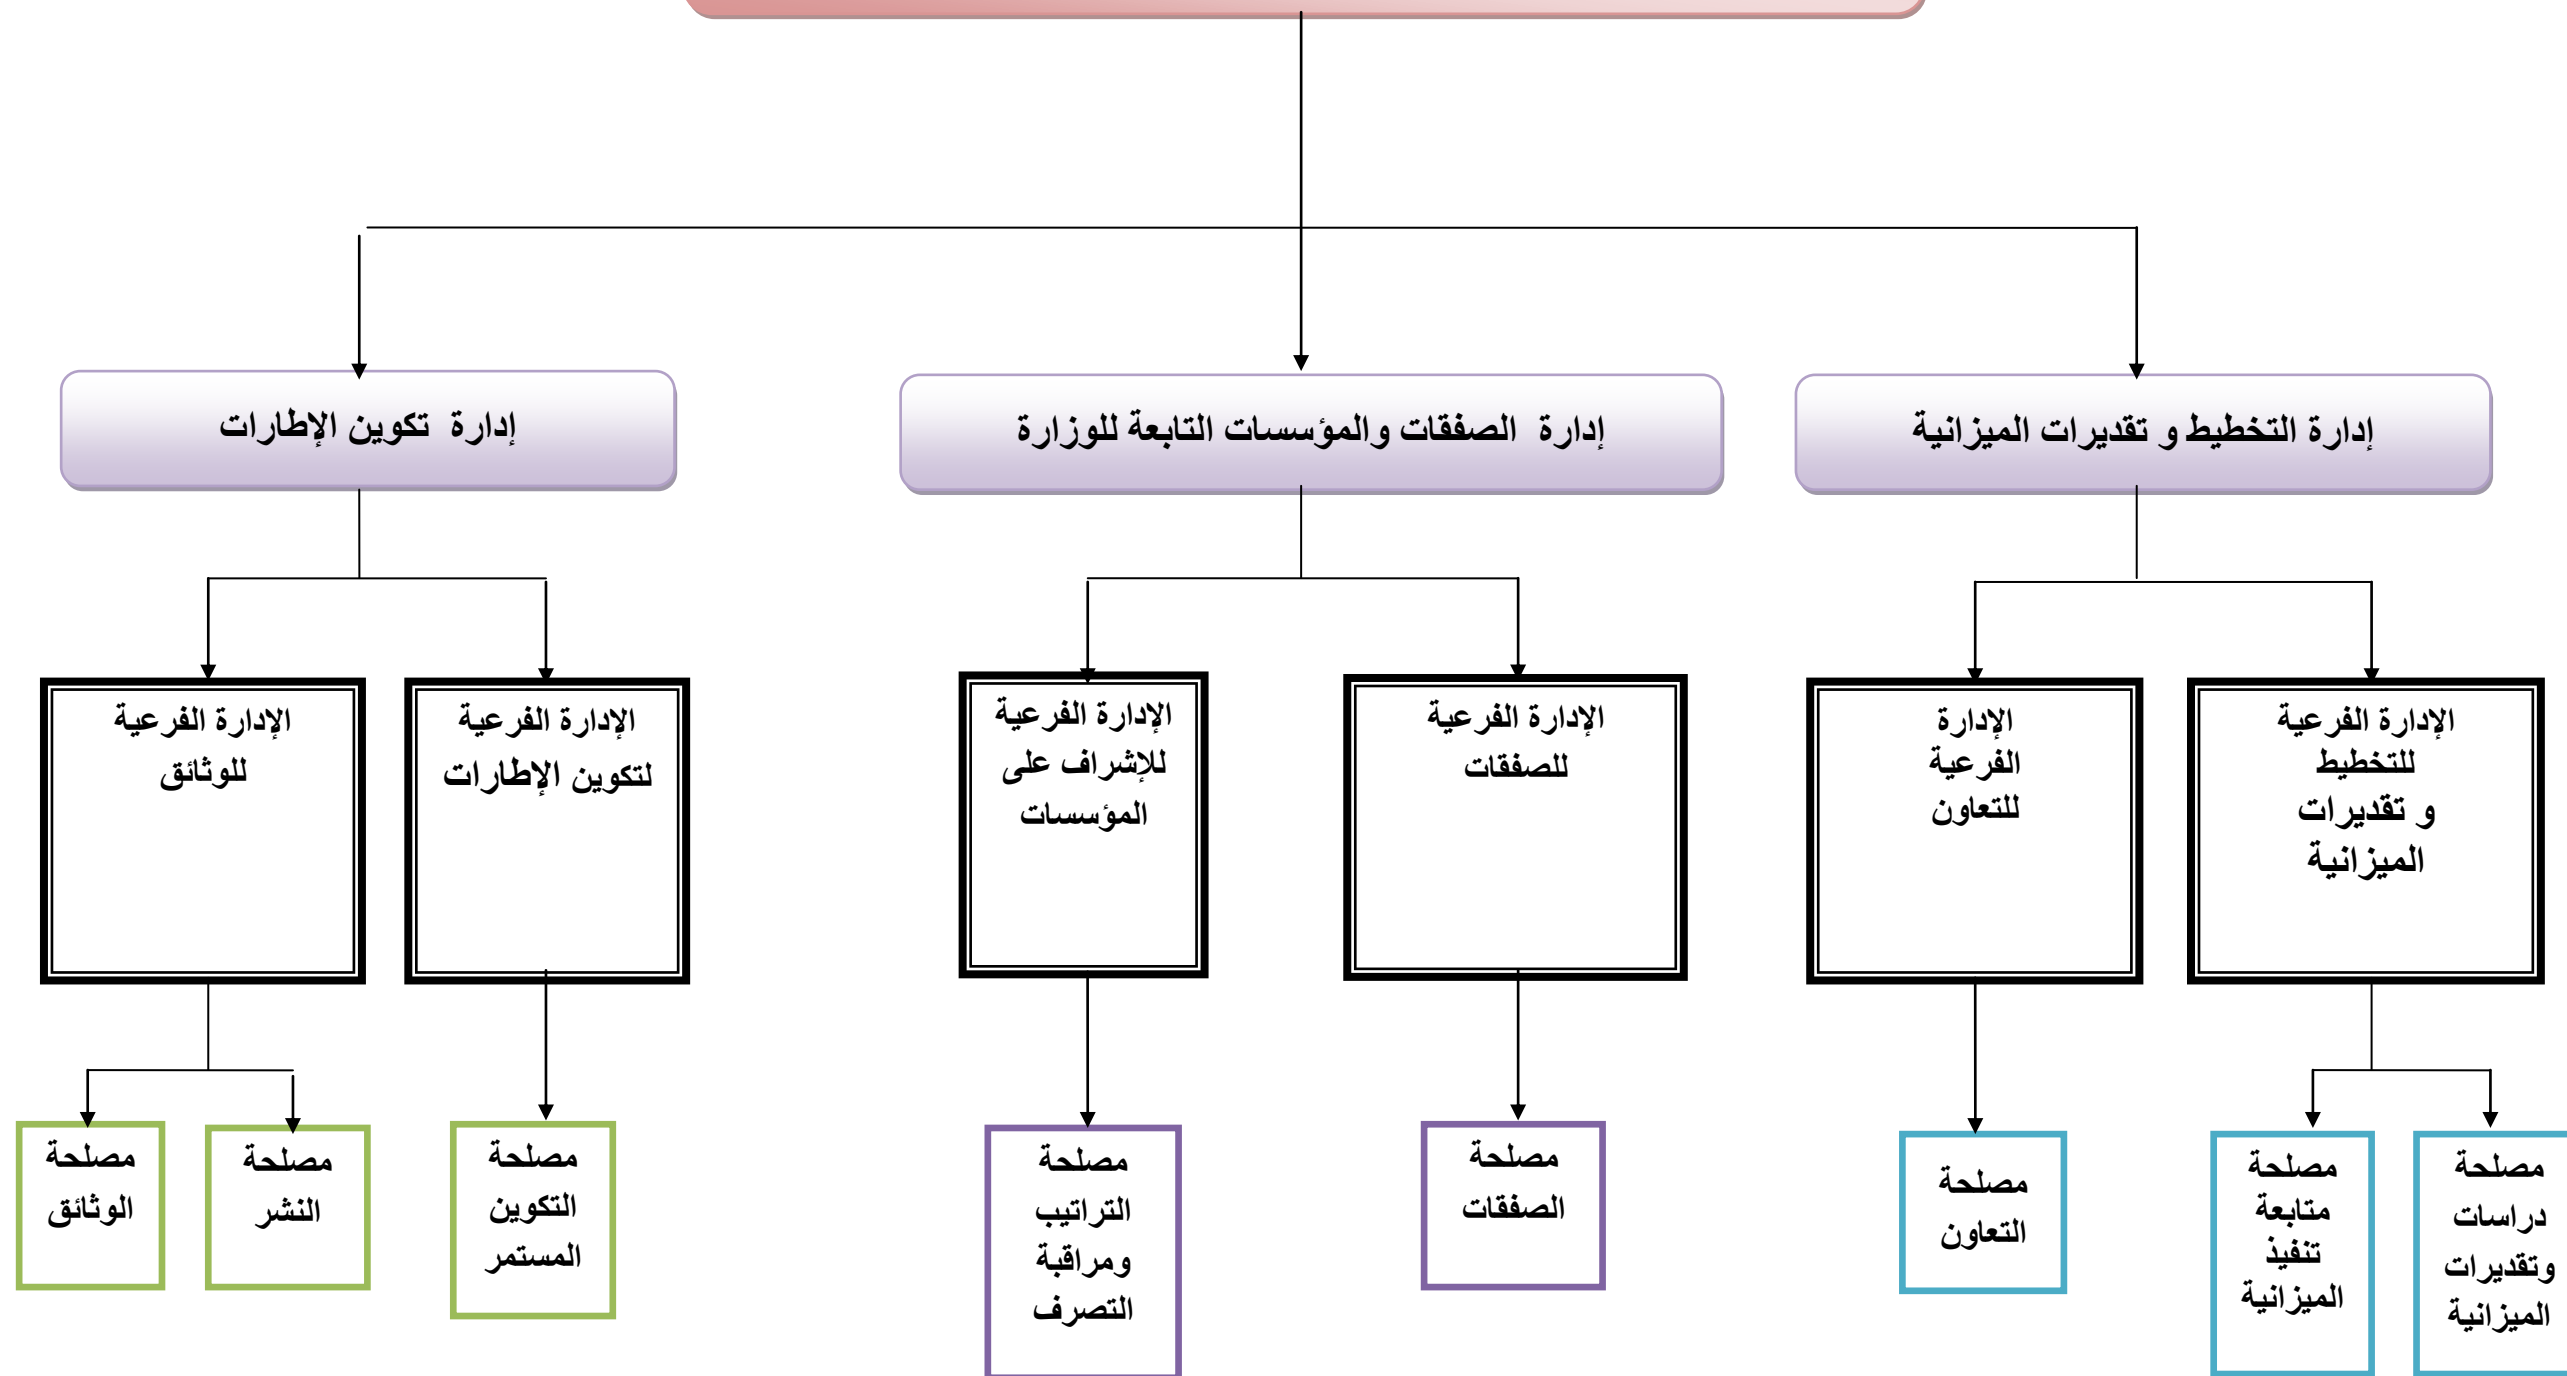 إدارة التخطيط و تقديرات الميزانية
إدارة الصفقات والمؤسسات التابعة للوزارة
إدارة تكوين الإطارات
الإدارة الفرعية
للتخطيط
و تقديرات
الميزانية
الإدارة
الفرعية
للتعاون
الإدارة الفرعية
للصفقات
الإدارة الفرعية
للإشراف على
المؤسسات
الإدارة الفرعية
لتكوين الإطارات
الإدارة الفرعية
للوثائق
مصلحة
دراسات
وتقديرات
الميزانية
مصلحة
متابعة
تنفيذ
الميزانية
مصلحة
التعاون
مصلحة
الصفقات
مصلحة
التراتيب
ومراقبة
التصرف
مصلحة
التكوين
المستمر
مصلحة
النشر
مصلحة
الوثائق